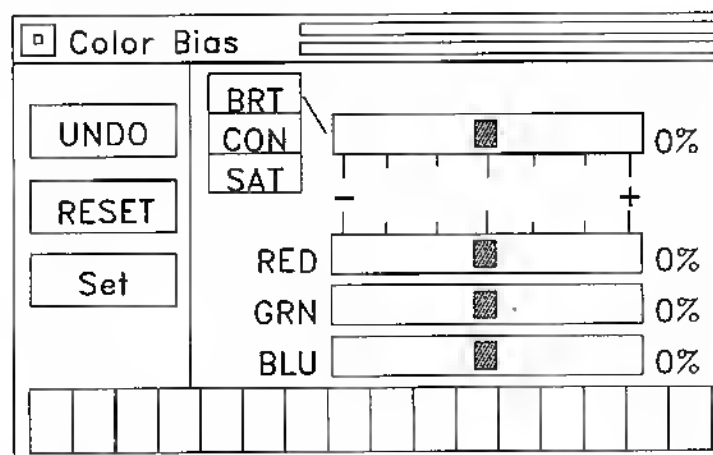 Color Bias
BRT
UNDO
CON
0%
SAT
RESET
- +
RED
0%
Set
GRN
0%
BLU
0%